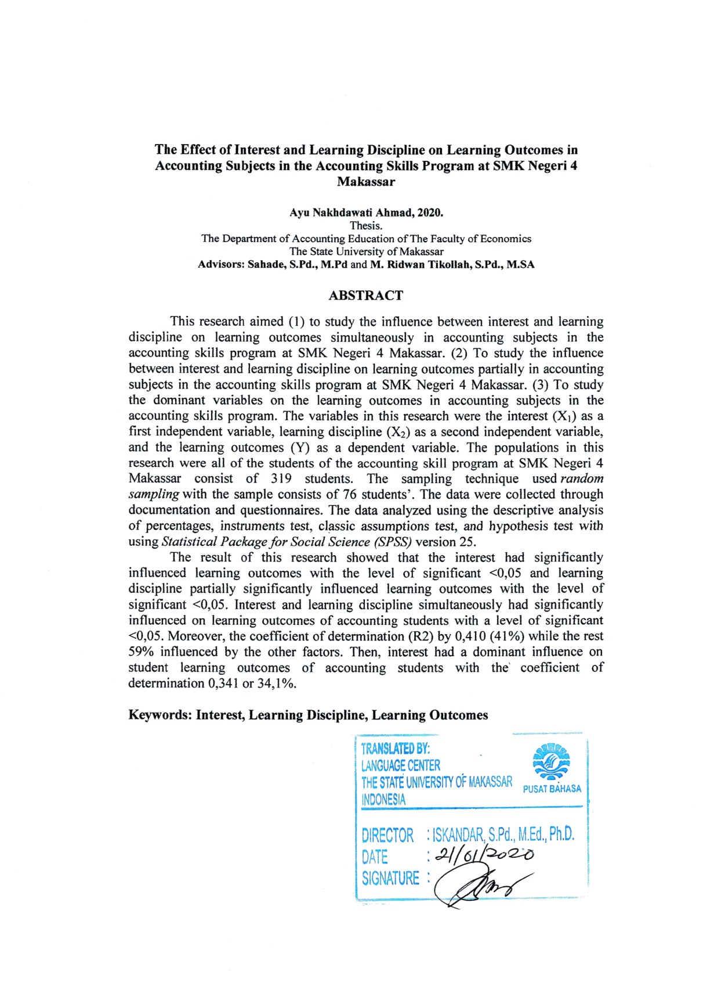 The Effect of Interest and Learning Discipline on Learning Outcomes in
Accounting Subjects in the Accounting Skills Program at SMK Negeri 4
Makassar
Ayu Nakhdawati Ahmad, 2020.
Thesis.
The Department of Accounting Education of The Faculty of Economics
The State University of Makassar
Advisors: Sahade, S.Pd., M.Pd and M. Ridwan Tikollah, S.Pd., M.SA
ABSTRACT
This research aimed (1) to study the influence between interest and learning
discipline on learning outcomes simultaneously in accounting subjects in the
accounting skills program at SMK Negeri 4 Makassar. (2) To study the influence
between interest and learning discipline on learning outcomes partially in accounting
subjects in the accounting skills program at SMK Negeri 4 Makassar. (3) To study
the dominant variables on the learning outcomes in accounting subjects in the
accounting skills program. The variables in this research were the interest (X₁) as a
first independent variable, learning discipline (X₂) as a second independent variable,
and the learning outcomes (Y) as a dependent variable. The populations in this
research were all of the students of the accounting skill program at SMK Negeri 4
Makassar consist of 319 students. The sampling technique used random
sampling with the sample consists of 76 students’. The data were collected through
documentation and questionnaires. The data analyzed using the descriptive analysis
of percentages, instruments test, classic assumptions test, and hypothesis test with
using Statistical Package for Social Science (SPSS) version 25.
The result of this research showed that the interest had significantly
influenced learning outcomes with the level of significant <0,05 and learning
discipline partially significantly influenced learning outcomes with the level of
significant <0,05. Interest and learning discipline simultaneously had significantly
influenced on learning outcomes of accounting students with a level of significant
<0,05. Moreover, the coefficient of determination (R2) by 0,410 (41%) while the rest
59% influenced by the other factors. Then, interest had a dominant influence on
student learning outcomes of accounting students with the coefficient of
determination 0,341 or 34,1%.
Keywords: Interest, Learning Discipline, Learning Outcomes
TRANSLATED BY:
LANGUAGE CENTER
THE STATE UNIVERSITY OF MAKASSAR
INDONESIA
PUSAT BAHASA
DIRECTOR : ISKANDAR, S.Pd., M.Ed., Ph.D.
DATE : 21/01/2020
SIGNATURE :